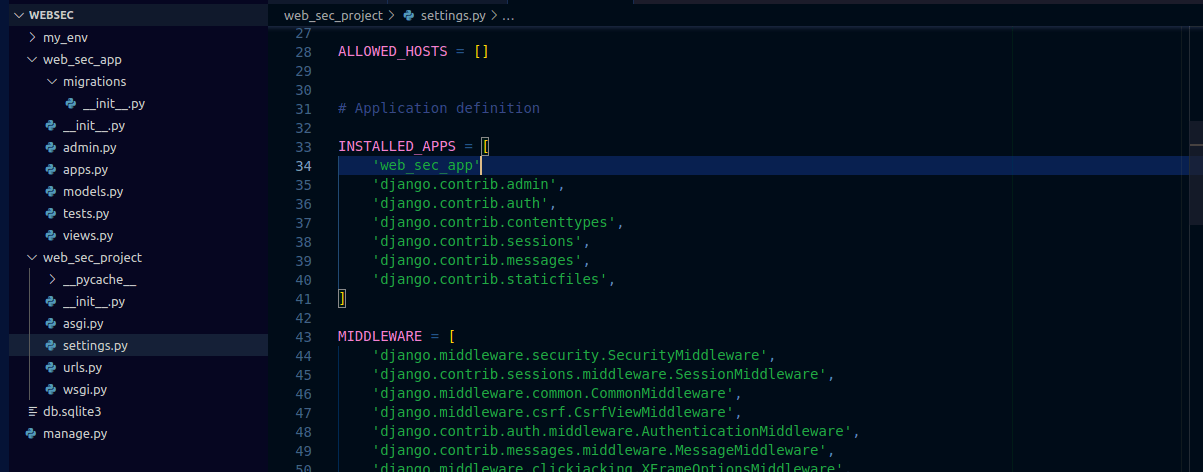 WEBSEC
my_env
web_sec_app
migrations
__init__.py
__init__.py
admin.py
apps.py
models.py
tests.py
views.py
web_sec_project
__pycache__
__init__.py
asgi.py
settings.py
urls.py
wsgi.py
db.sqlite3
manage.py
web_sec_project > settings.py > ...
27
28 ALLOWED_HOSTS = []
29
30
31 # Application definition
32
33 INSTALLED_APPS = [
34 'web_sec_app'
35 'django.contrib.admin',
36 'django.contrib.auth',
37 'django.contrib.contenttypes',
38 'django.contrib.sessions',
39 'django.contrib.messages',
40 'django.contrib.staticfiles',
41 ]
42
43 MIDDLEWARE = [
44 'django.middleware.security.SecurityMiddleware',
45 'django.contrib.sessions.middleware.SessionMiddleware',
46 'django.middleware.common.CommonMiddleware',
47 'django.middleware.csrf.CsrfViewMiddleware',
48 'django.contrib.auth.middleware.AuthenticationMiddleware',
49 'django.contrib.messages.middleware.MessageMiddleware',
50 'django.middleware.clickjacking.XFrameOptionsMiddleware',